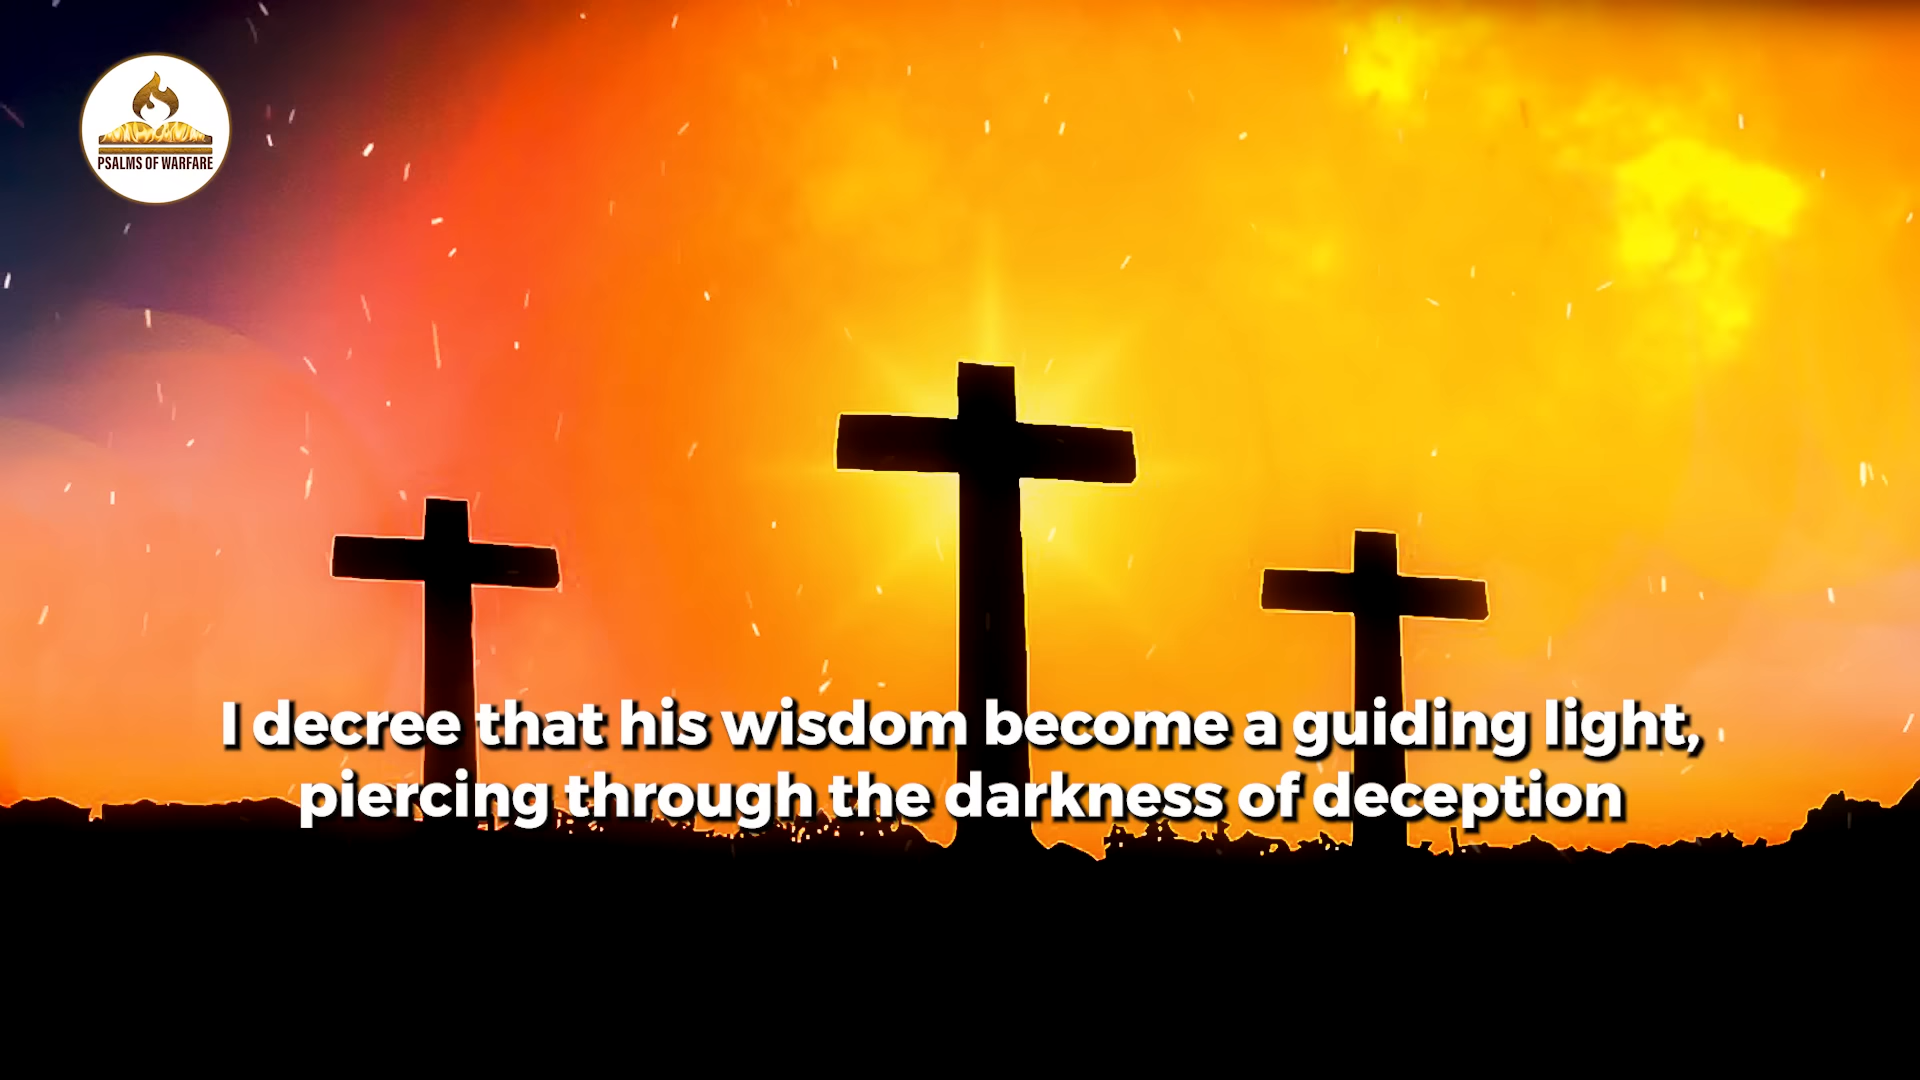 PSALMS OF WARFARE
I decree that his wisdom become a guiding light,
piercing through the darkness of deception